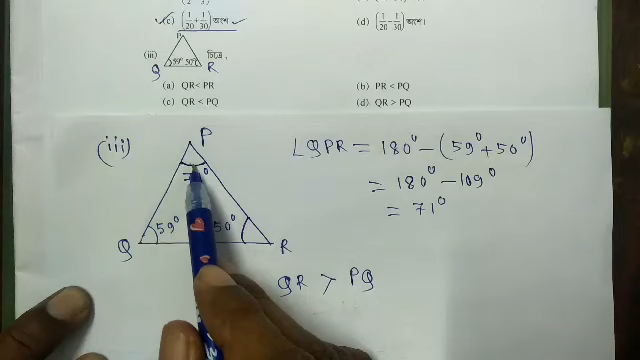 (c) (1/20 + 1/30) অংশ
(d) (1/20 - 1/30) অংশ।
(iii) P 59° 50° Q R চিত্রে,
(a) QR < PR
(b) PR < PQ
(c) QR < PQ
(d) QR > PQ
(iii)
P
∠QPR = 180° - (59° + 50°)
= 180° - 109°
= 71°
59° 50°
Q R
QR > PQ